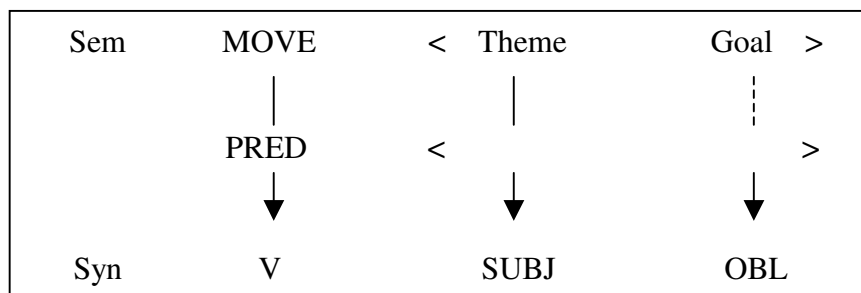 Sem MOVE < Theme Goal >
PRED < >
Syn V SUBJ OBL